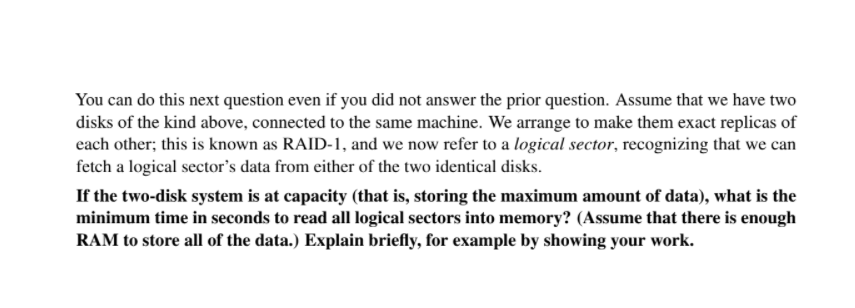 You can do this next question even if you did not answer the prior question. Assume that we have two
disks of the kind above, connected to the same machine. We arrange to make them exact replicas of
each other; this is known as RAID-1, and we now refer to a logical sector, recognizing that we can
fetch a logical sector's data from either of the two identical disks.
If the two-disk system is at capacity (that is, storing the maximum amount of data), what is the
minimum time in seconds to read all logical sectors into memory? (Assume that there is enough
RAM to store all of the data.) Explain briefly, for example by showing your work.